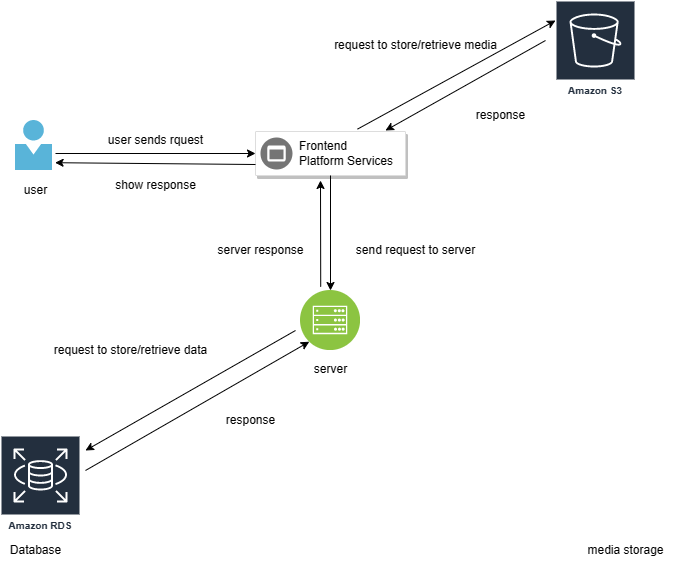 request to store/retrieve media
Amazon S3
response
user sends rquest
Frontend
Platform Services
show response
user
server response
send request to server
request to store/retrieve data
server
response
Amazon RDS
Database
media storage